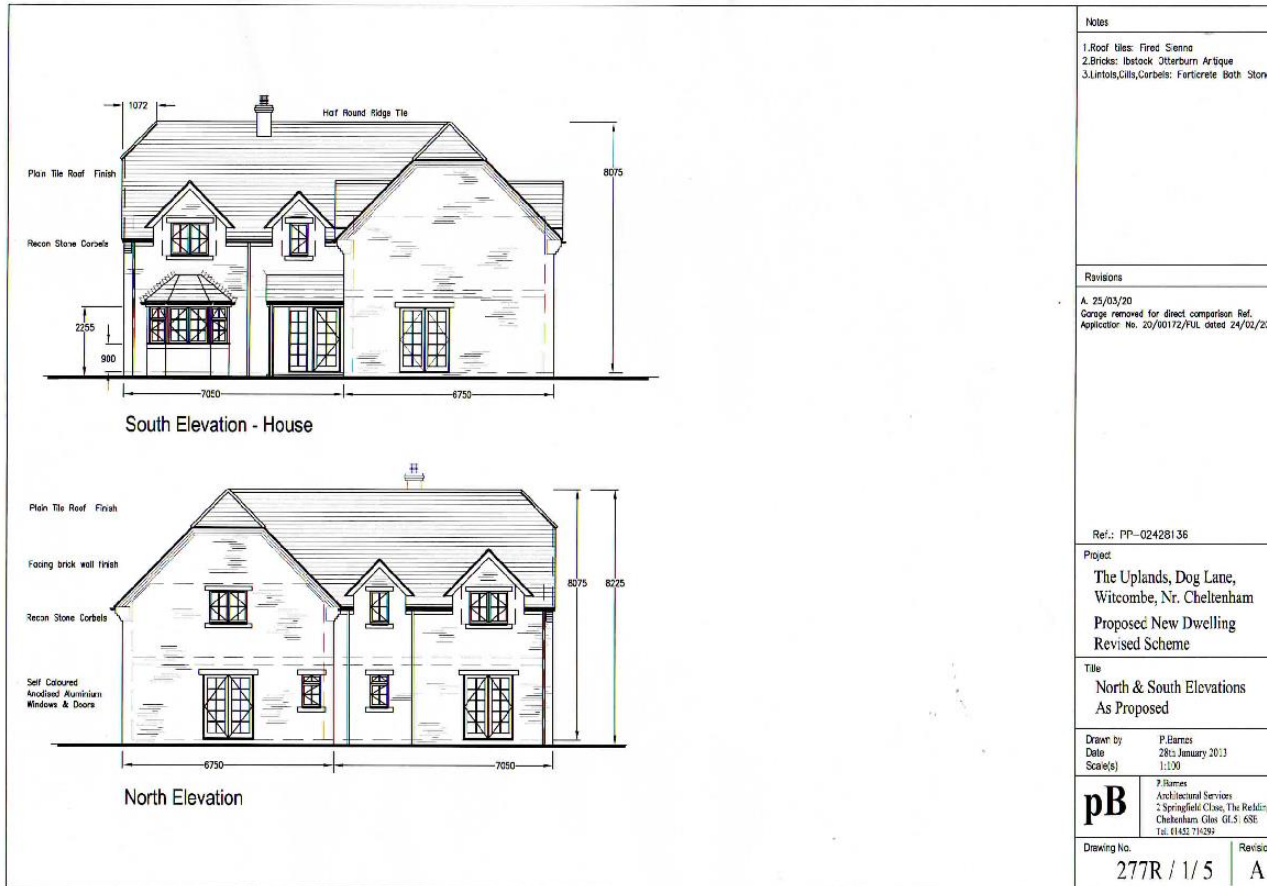 1072
Half Round Ridge Tile
8075
Plain Tile Roof Finish
Recon Stone Corbels
2255
900
7050
6750
South Elevation - House
Plain Tile Roof Finish
Facing brick wall finish
Recon Stone Corbels
Self Coloured
Anodised Aluminium
Windows & Doors
8075
8225
6750
7050
North Elevation
Notes
1.Roof tiles: Fired Sienna
2.Bricks: Ibstock Otterburn Artique
3.Lintols,Cills,Corbels: Forticrete Bath Stone
Revisions
A. 25/03/20
Garage removed for direct comparison Ref.
Application No. 20/00172/FUL dated 24/02/20
Ref.: PP-02428136
Project
The Uplands, Dog Lane,
Witcombe, Nr. Cheltenham
Proposed New Dwelling
Revised Scheme
Title
North & South Elevations
As Proposed
Drawn by P.Barnes
Date 28th January 2013
Scale(s) 1:100
pB
P.Barnes
Architectural Services
2 Springfield Close, The
Cheltenham Glos GL51 6SE
Tel. 01452 714299
Drawing No.
277R / 1/ 5
A